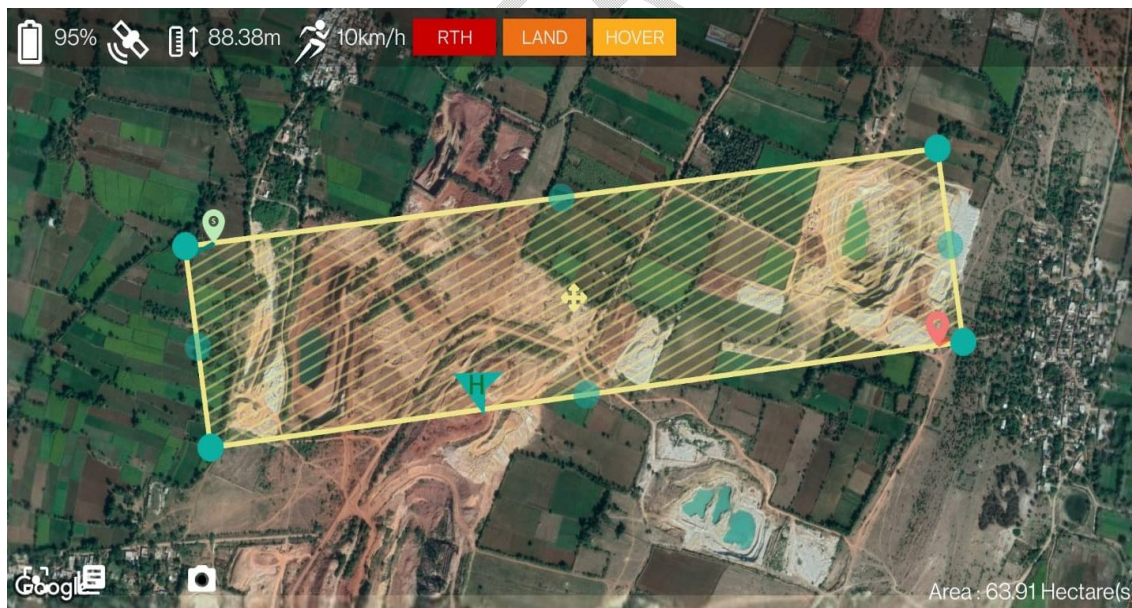 95% 88.38m 10km/h RTH LAND HOVER
S
H
Google
Area : 63.91 Hectare(s